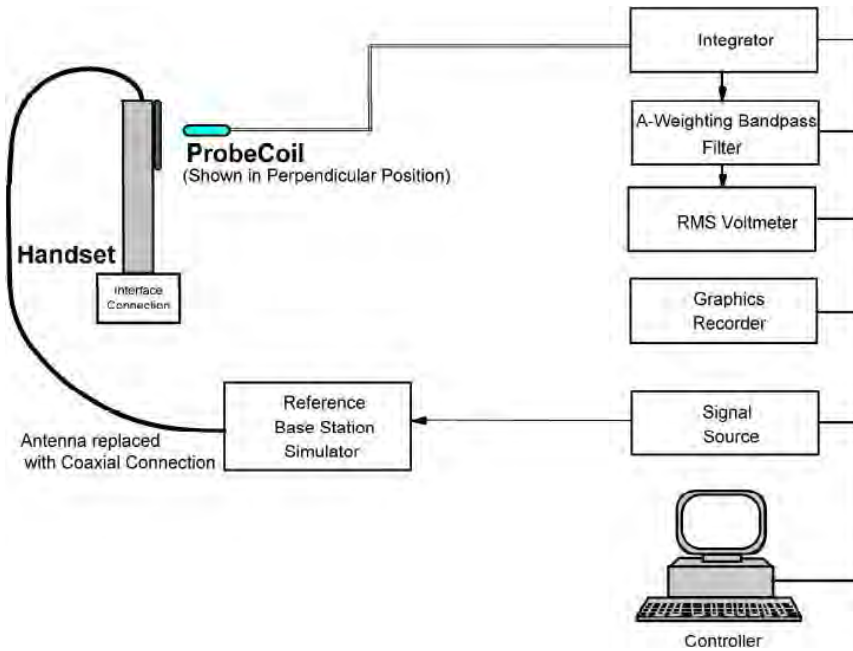 Integrator
A-Weighting Bandpass
Filter
ProbeCoil
(Shown in Perpendicular Position)
RMS Voltmeter
Handset
Interface
Connection
Graphics
Recorder
Reference
Base Station
Simulator
Signal
Source
Antenna replaced
with Coaxial Connection
Controller